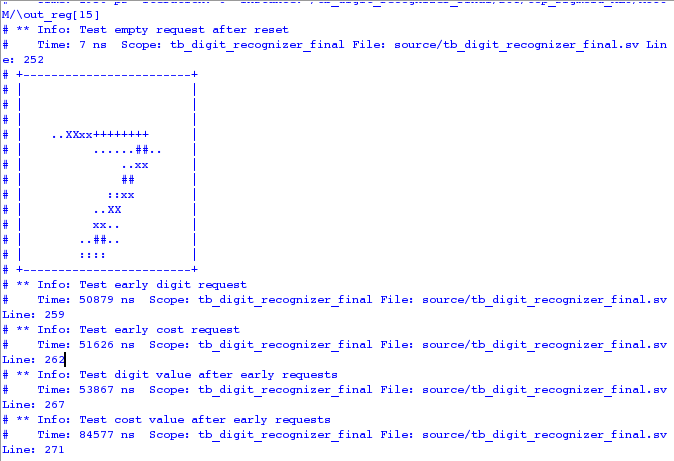 M/\out_reg[15]
# ** Info: Test empty request after reset
#    Time: 7 ns  Scope: tb_digit_recognizer_final File: source/tb_digit_recognizer_final.sv Lin
e: 252
# +------------------------+
# |                        |
# |                        |
# |                        |
# |    ..XXxx++++++++      |
# |          ......##..    |
# |              ..xx      |
# |              ##        |
# |            ::xx        |
# |          ..XX          |
# |          xx..          |
# |        ..##..          |
# |        ::::            |
# +------------------------+
# ** Info: Test early digit request
#    Time: 50879 ns  Scope: tb_digit_recognizer_final File: source/tb_digit_recognizer_final.sv
Line: 259
# ** Info: Test early cost request
#    Time: 51626 ns  Scope: tb_digit_recognizer_final File: source/tb_digit_recognizer_final.sv
Line: 262
# ** Info: Test digit value after early requests
#    Time: 53867 ns  Scope: tb_digit_recognizer_final File: source/tb_digit_recognizer_final.sv
Line: 267
# ** Info: Test cost value after early requests
#    Time: 84577 ns  Scope: tb_digit_recognizer_final File: source/tb_digit_recognizer_final.sv
Line: 271